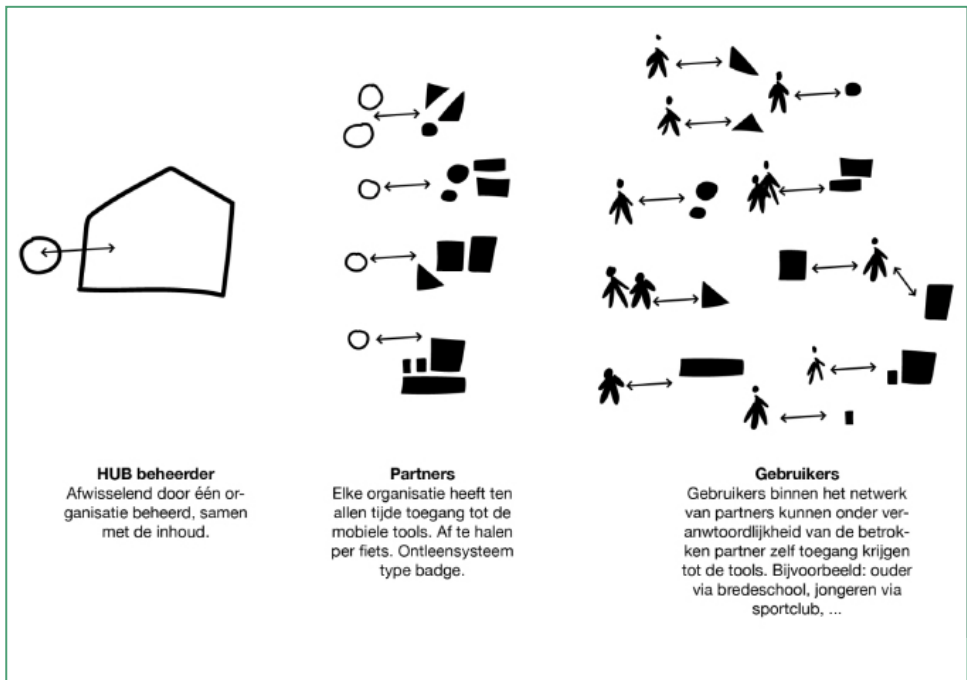 HUB beheerder
Afwisselend door één or-
ganisatie beheerd, samen
met de inhoud.
Partners
Elke organisatie heeft ten
allen tijde toegang tot de
mobiele tools. Af te halen
per fiets. Ontleensysteem
type badge.
Gebruikers
Gebruikers binnen het netwerk
van partners kunnen onder ver-
anwtoordlijkheid van de betrok-
ken partner zelf toegang krijgen
tot de tools. Bijvoorbeeld: ouder
via bredeschool, jongeren via
sportclub, ...